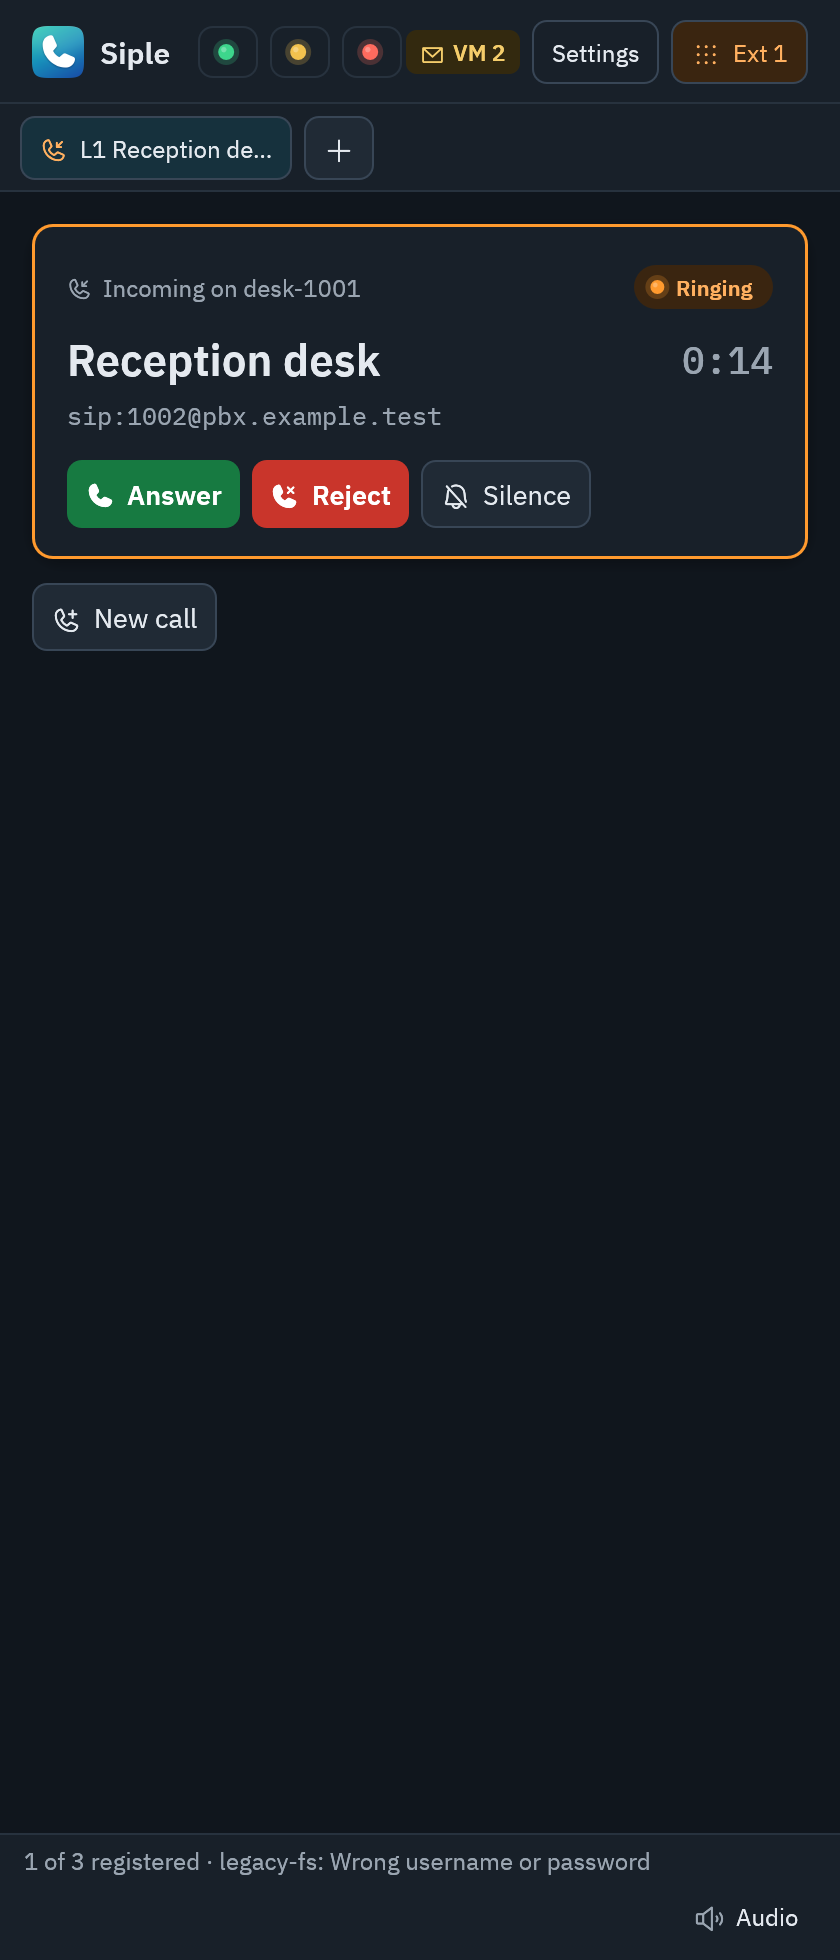 Siple
VM 2
Settings
Ext 1
L1 Reception de...
Incoming on desk-1001
Ringing
Reception desk
0:14
sip:1002@pbx.example.test
Answer
Reject
Silence
New call
1 of 3 registered · legacy-fs: Wrong username or password
Audio